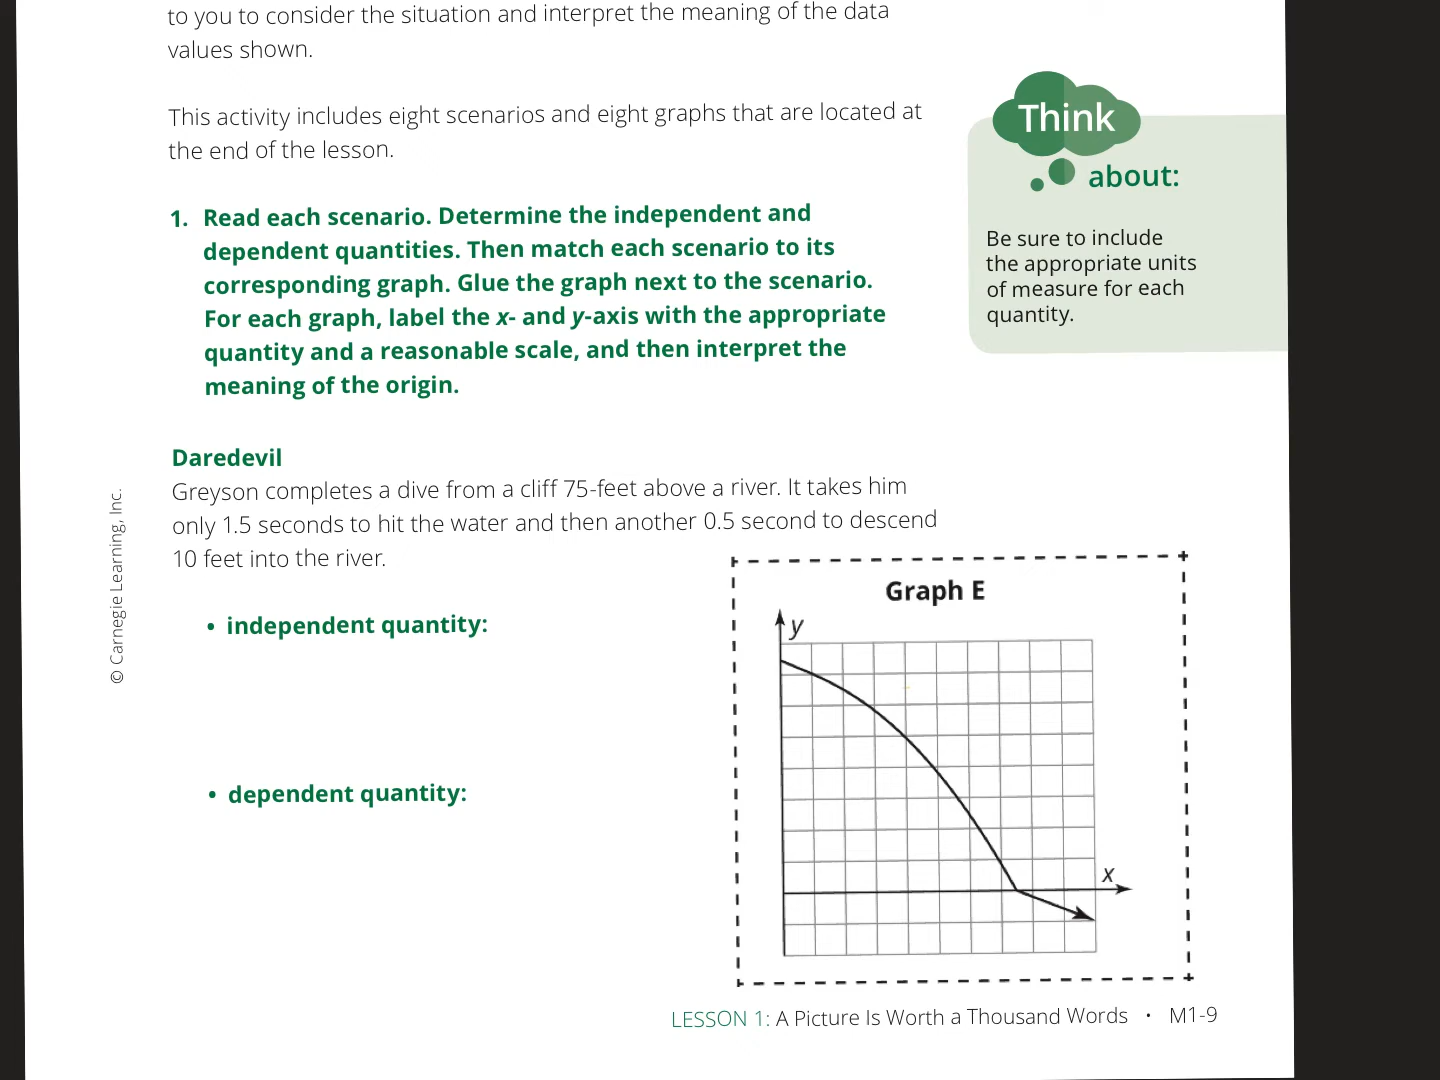 to you to consider the situation and interpret the meaning of the data
values shown.
This activity includes eight scenarios and eight graphs that are located at
the end of the lesson.
1. Read each scenario. Determine the independent and
dependent quantities. Then match each scenario to its
corresponding graph. Glue the graph next to the scenario.
For each graph, label the x- and y-axis with the appropriate
quantity and a reasonable scale, and then interpret the
meaning of the origin.
Think
about:
Be sure to include
the appropriate units
of measure for each
quantity.
Daredevil
Greyson completes a dive from a cliff 75-feet above a river. It takes him
only 1.5 seconds to hit the water and then another 0.5 second to descend
10 feet into the river.
• independent quantity:
• dependent quantity:
Graph E
y
x
© Carnegie Learning, Inc.
LESSON 1: A Picture Is Worth a Thousand Words • M1-9